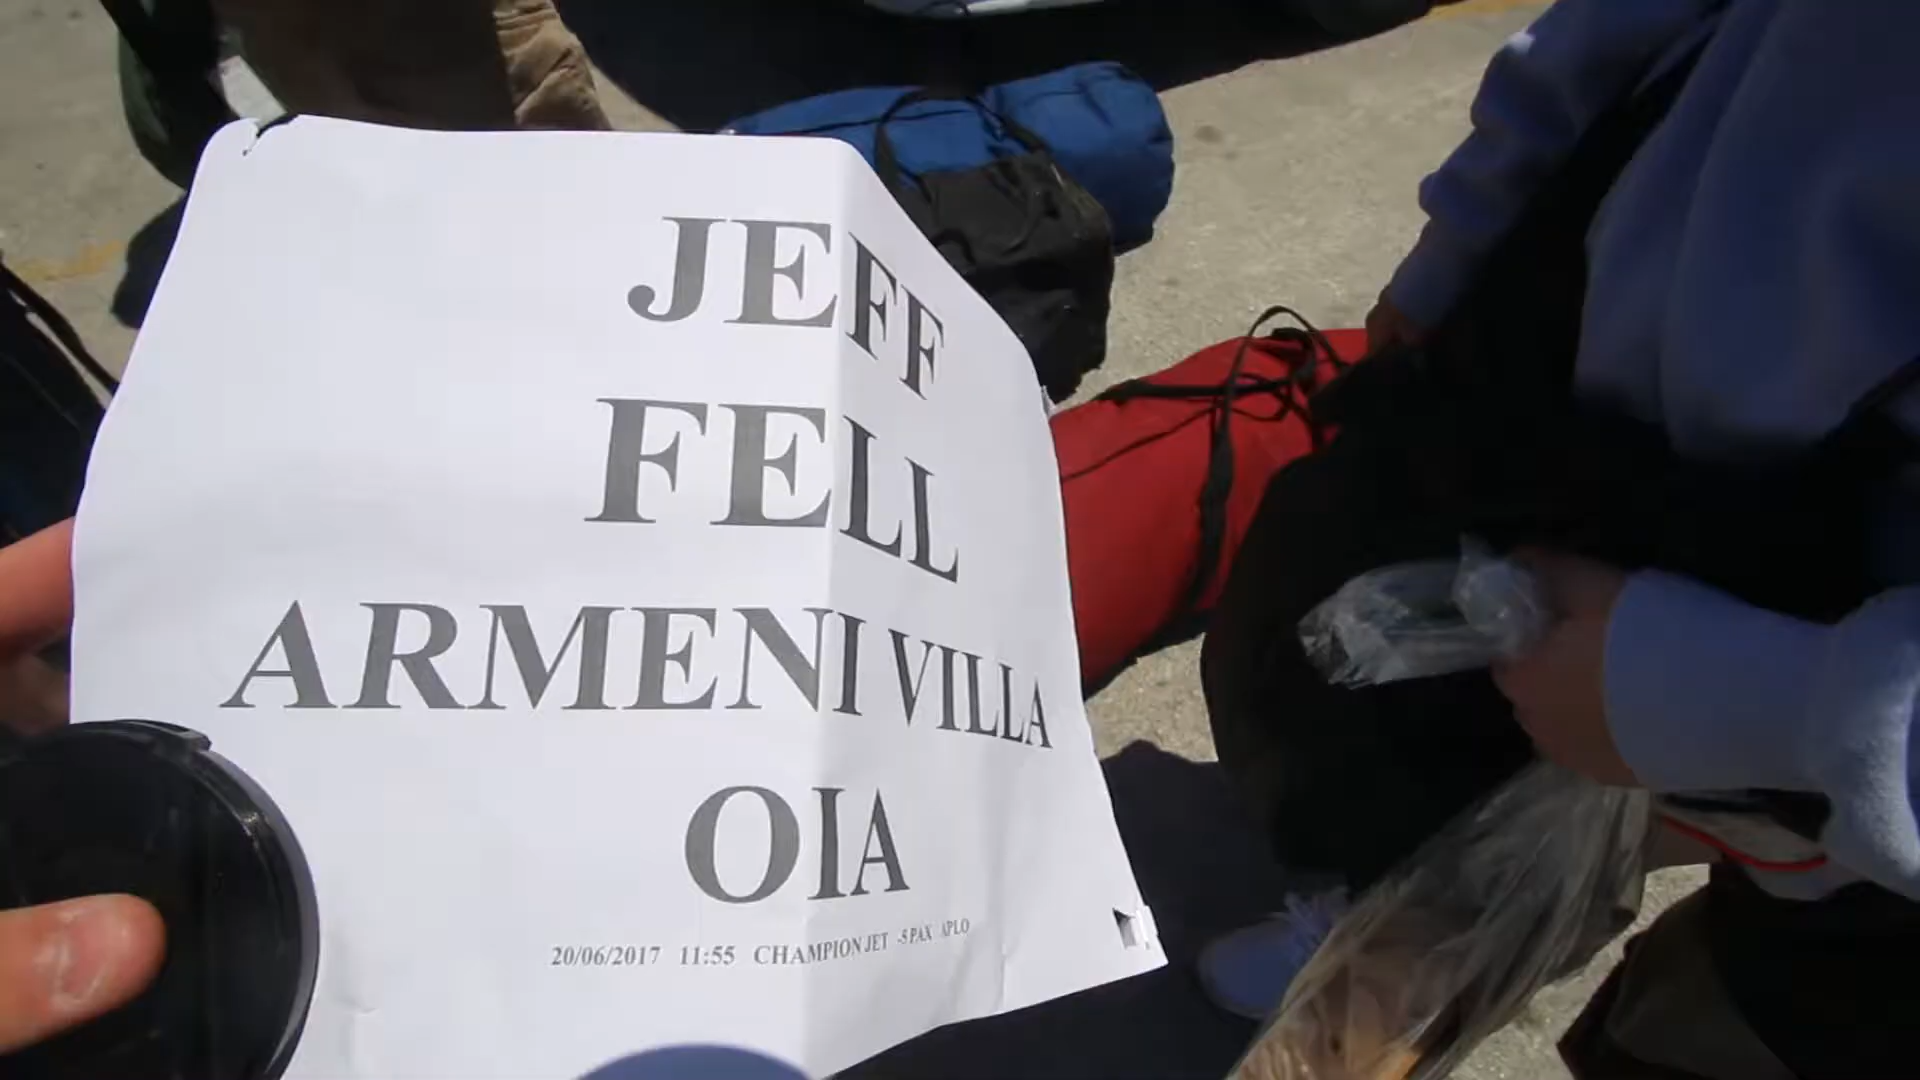 JEFF
FELL
ARMENI VILLA
OIA
20/06/2017 11:55 CHAMPION JET -5 PAX APLO